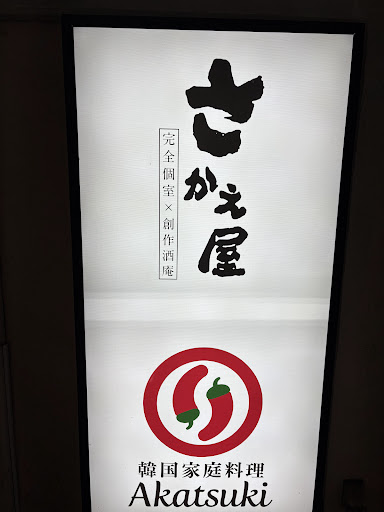 さかえ屋
完全個室×創作酒庵
韓国家庭料理
Akatsuki